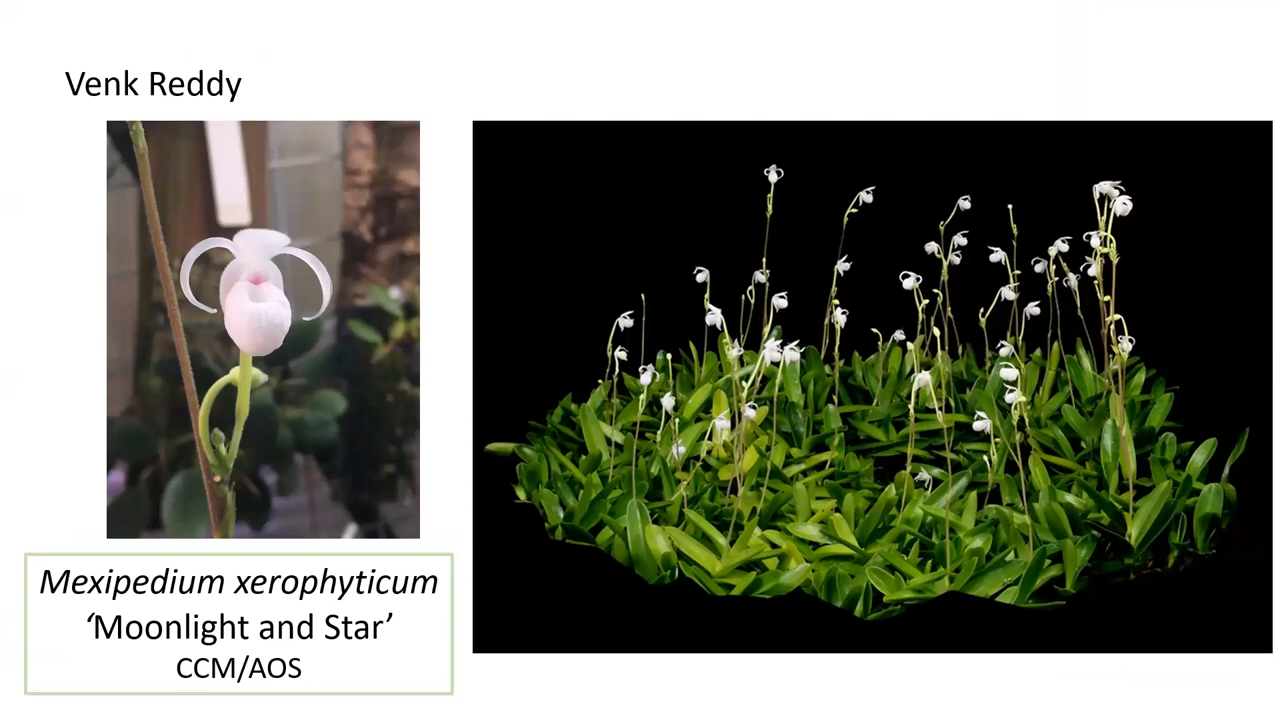 Venk Reddy
Mexipedium xerophyticum
‘Moonlight and Star’
CCM/AOS